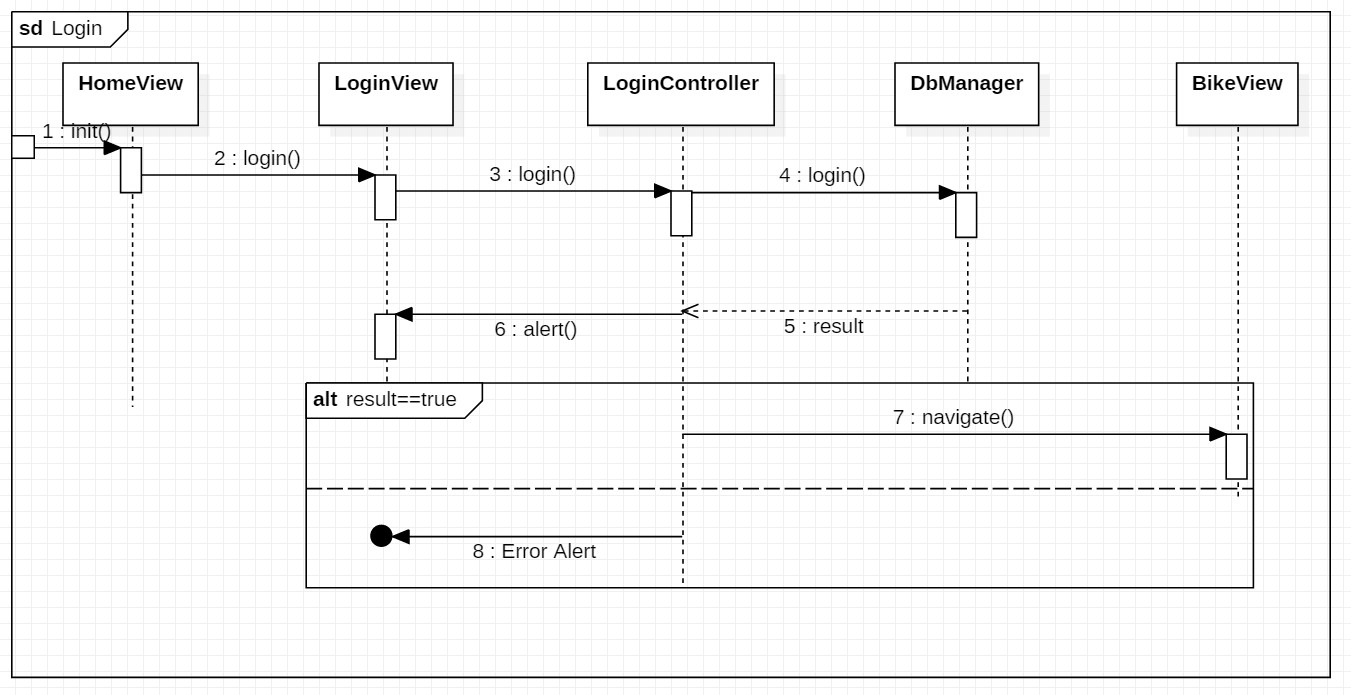 sd Login
HomeView
LoginView
LoginController
DbManager
BikeView
1 : init()
2 : login()
3 : login()
4 : login()
5 : result
6 : alert()
alt result==true
7 : navigate()
8 : Error Alert